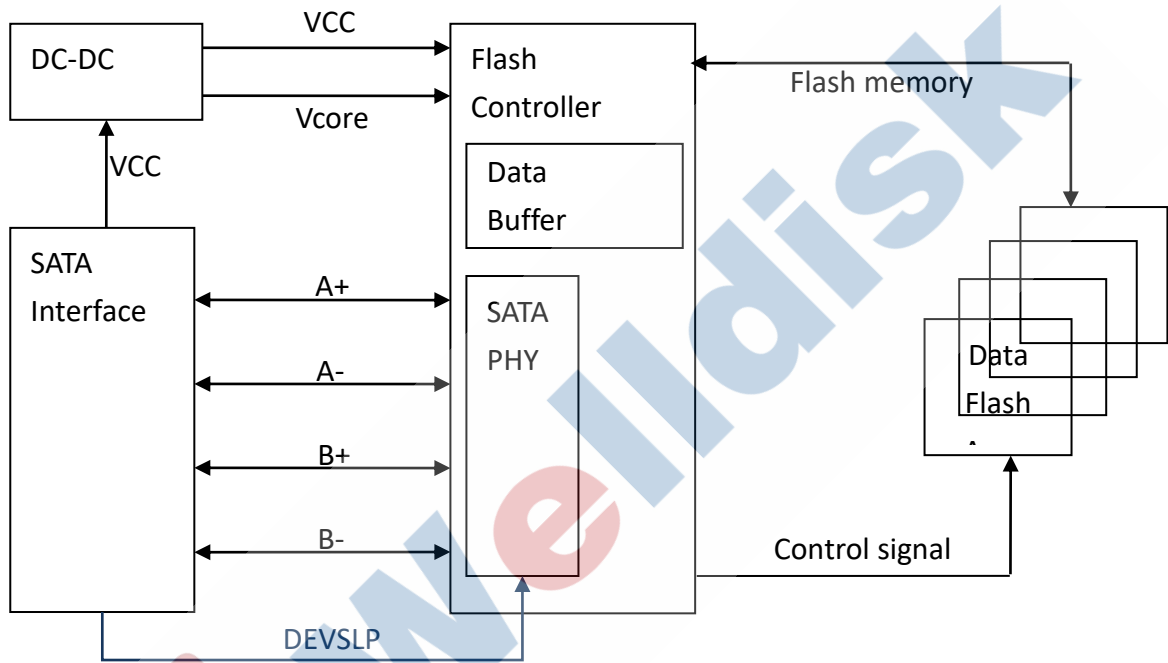 VCC
DC-DC
Flash
Controller
Flash memory
Vcore
VCC
Data
Buffer
SATA
Interface
A+
SATA
PHY
A-
Data
Flash
B+
B-
Control signal
DEVSLP
welldisk